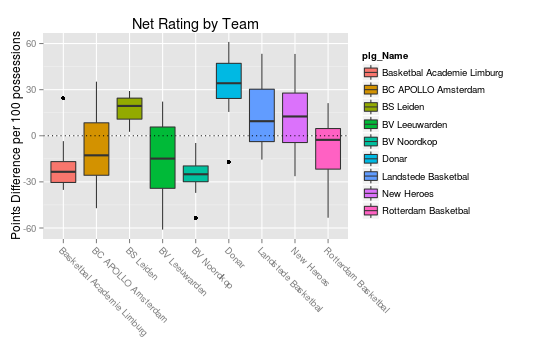 Net Rating by Team
Points Difference per 100 possessions
60
30
0
-30
-60
Basketbal Academie Limburg
BC APOLLO Amsterdam
BS Leiden
BV Leeuwarden
BV Noordkop
Donar
Landstede Basketbal
New Heroes
Rotterdam Basketbal
plg_Name
Basketbal Academie Limburg
BC APOLLO Amsterdam
BS Leiden
BV Leeuwarden
BV Noordkop
Donar
Landstede Basketbal
New Heroes
Rotterdam Basketbal